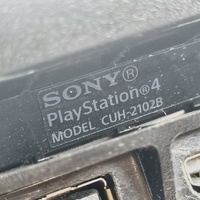 SONY®
PlayStation®4
MODEL CUH-2102B